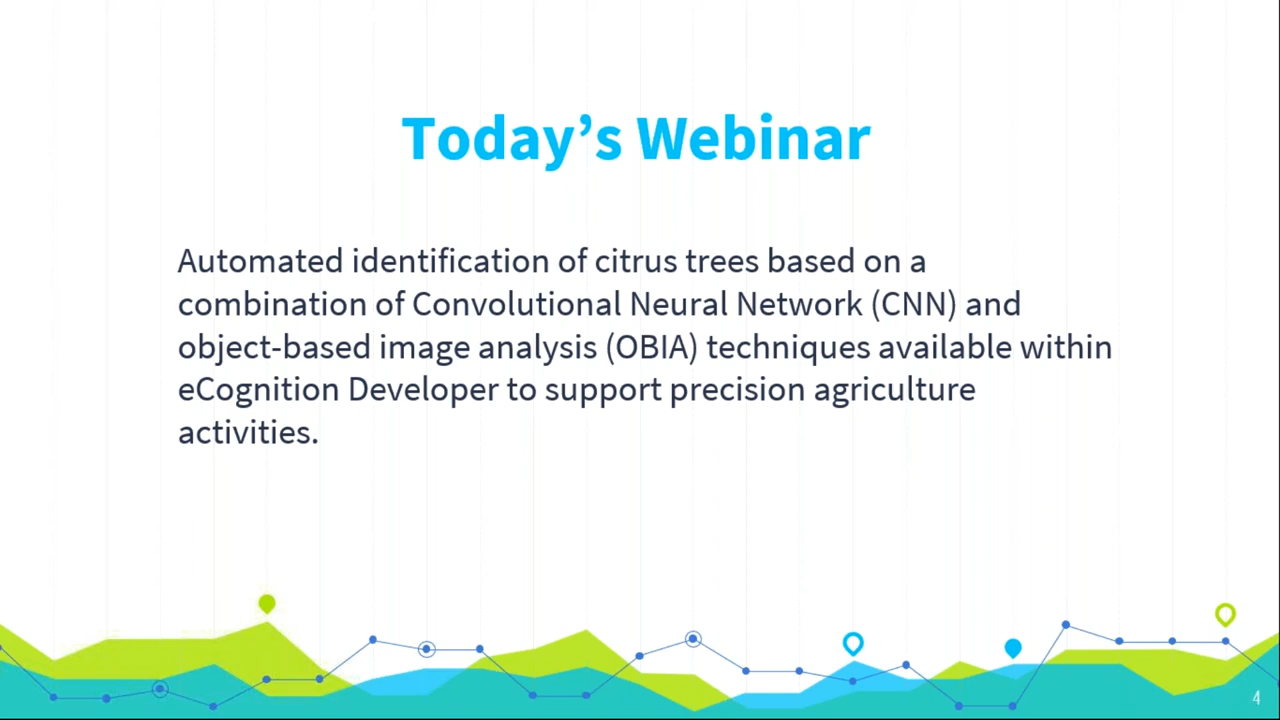 Today’s Webinar
Automated identification of citrus trees based on a
combination of Convolutional Neural Network (CNN) and
object-based image analysis (OBIA) techniques available within
eCognition Developer to support precision agriculture
activities.
4